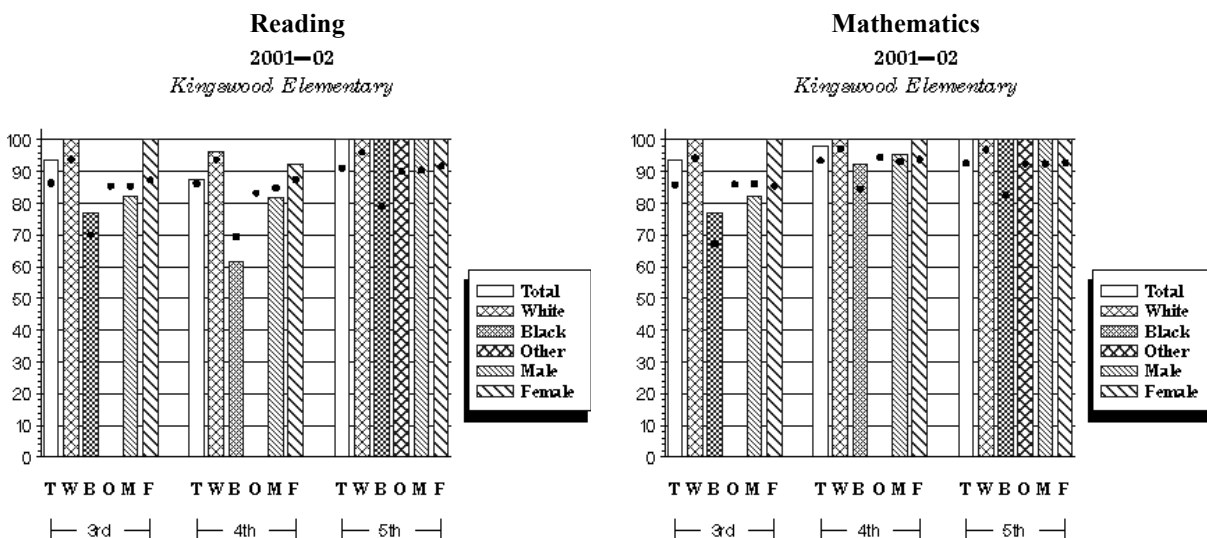 Reading
2001—02
Kingswood Elementary
100
90
80
70
60
50
40
30
20
10
0
T W B O M F
T W B O M F
T W B O M F
3rd
4th
5th
Total
White
Black
Other
Male
Female
Mathematics
2001—02
Kingswood Elementary
100
90
80
70
60
50
40
30
20
10
0
T W B O M F
T W B O M F
T W B O M F
3rd
4th
5th
Total
White
Black
Other
Male
Female